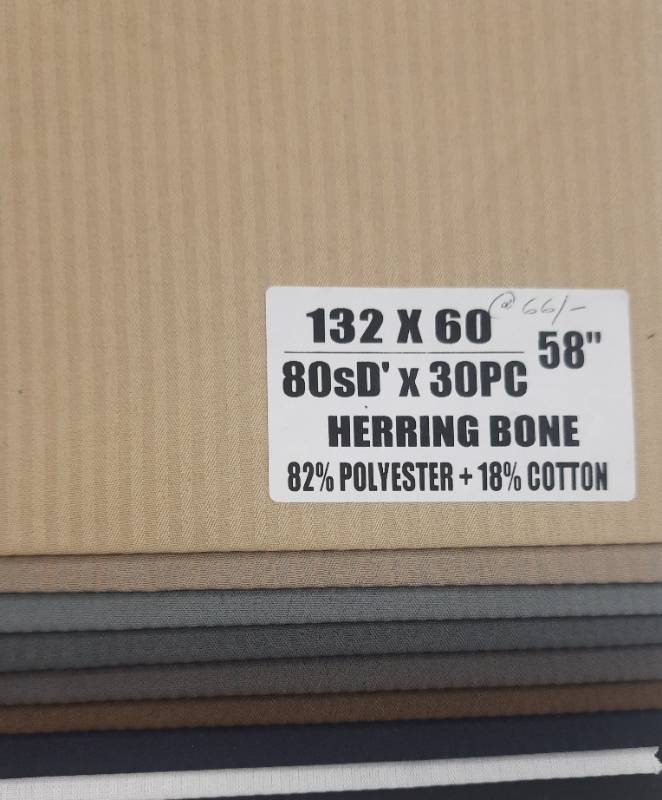 @ 66/-
132 X 60
58"
80sD' x 30PC
HERRING BONE
82% POLYESTER + 18% COTTON